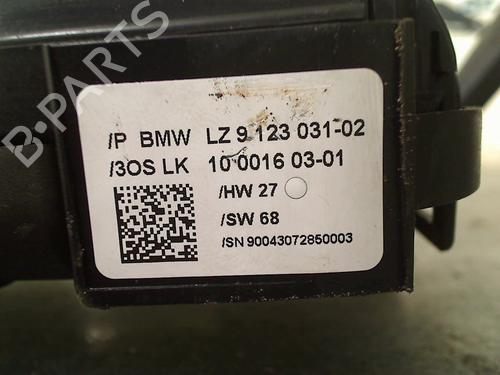 /P BMW LZ 9 123 031-02
/3OS LK 10 0016 03-01
/HW 27
/SW 68
/SN 90043072850003
B-PARTS